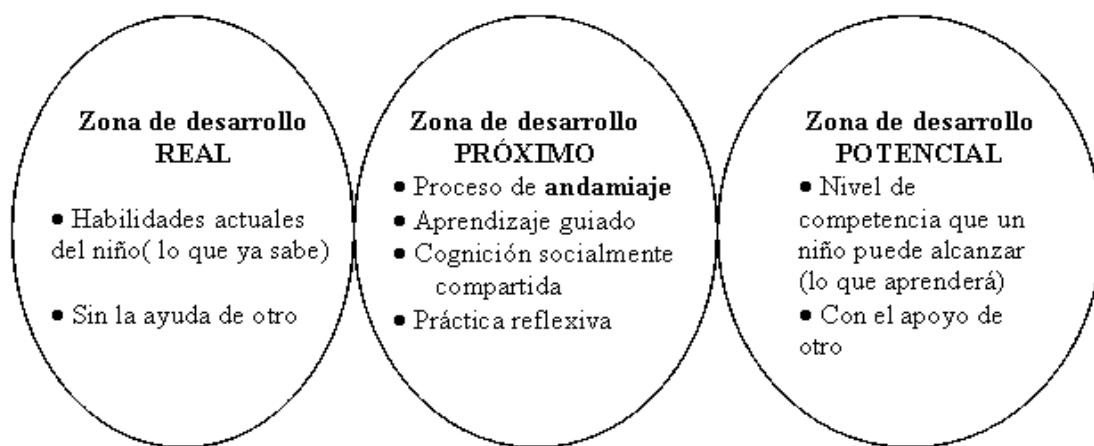 Zona de desarrollo
REAL
● Habilidades actuales
del niño( lo que ya sabe)
● Sin la ayuda de otro
Zona de desarrollo
PRÓXIMO
● Proceso de andamiaje
● Aprendizaje guiado
● Cognición socialmente
compartida
● Práctica reflexiva
Zona de desarrollo
POTENCIAL
● Nivel de
competencia que un
niño puede alcanzar
(lo que aprenderá)
● Con el apoyo de
otro